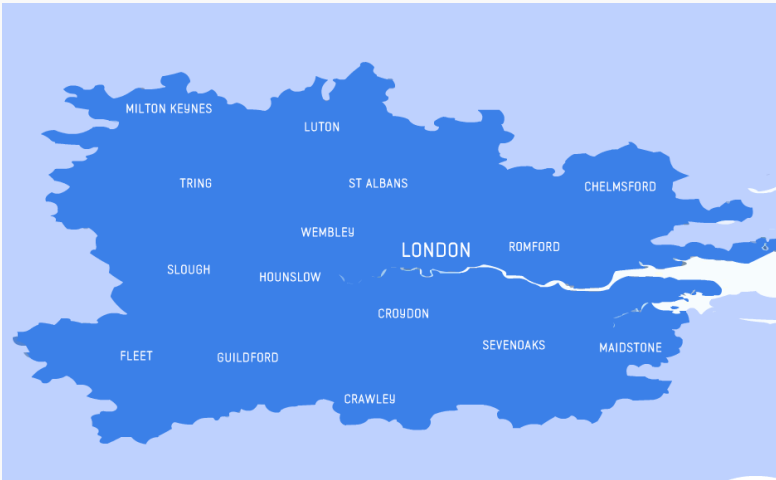 MILTON KEYNES
LUTON
TRING
ST ALBANS
CHELMSFORD
WEMBLEY
LONDON
ROMFORD
SLOUGH
HOUNSLOW
CROYDON
SEVENOAKS
MAIDSTONE
FLEET
GUILDFORD
CRAWLEY